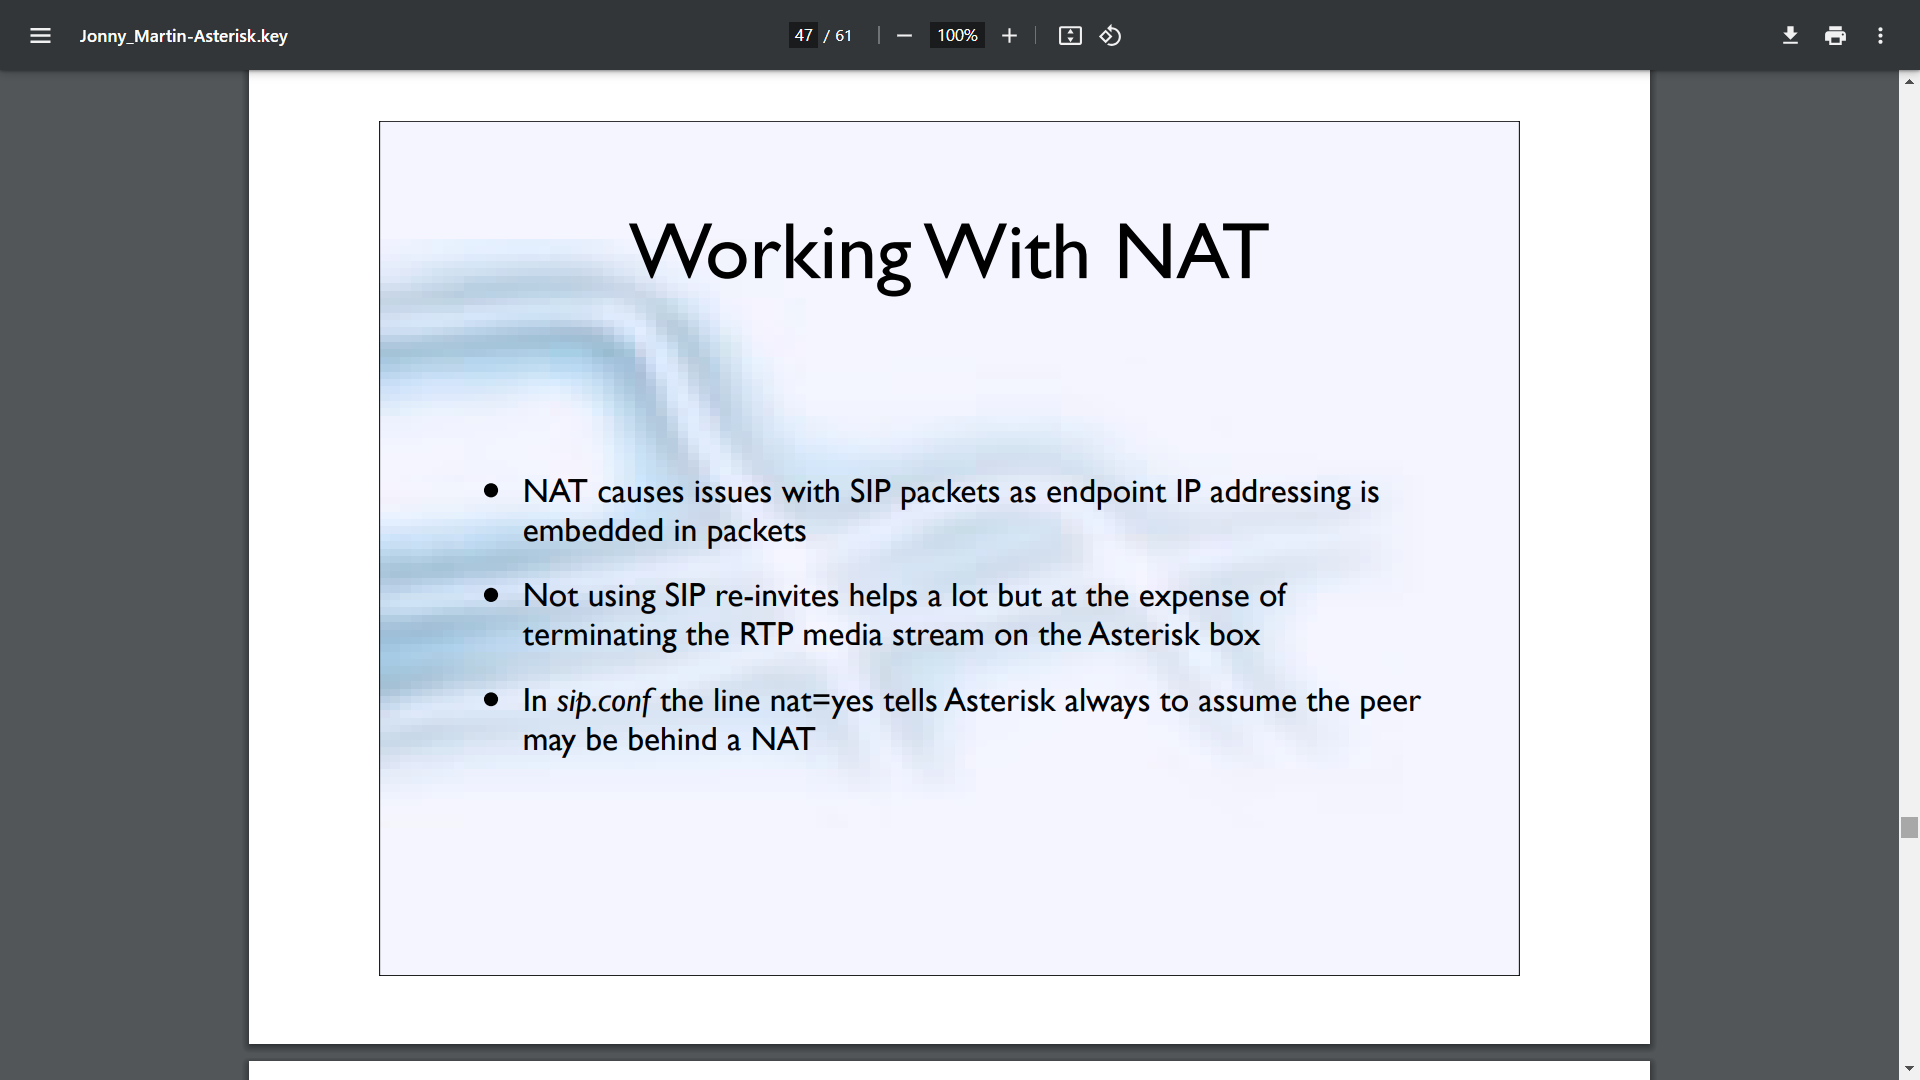 Jonny_Martin-Asterisk.key
47 / 61
100%
Working With NAT
● NAT causes issues with SIP packets as endpoint IP addressing is
embedded in packets
● Not using SIP re-invites helps a lot but at the expense of
terminating the RTP media stream on the Asterisk box
● In sip.conf the line nat=yes tells Asterisk always to assume the peer
may be behind a NAT